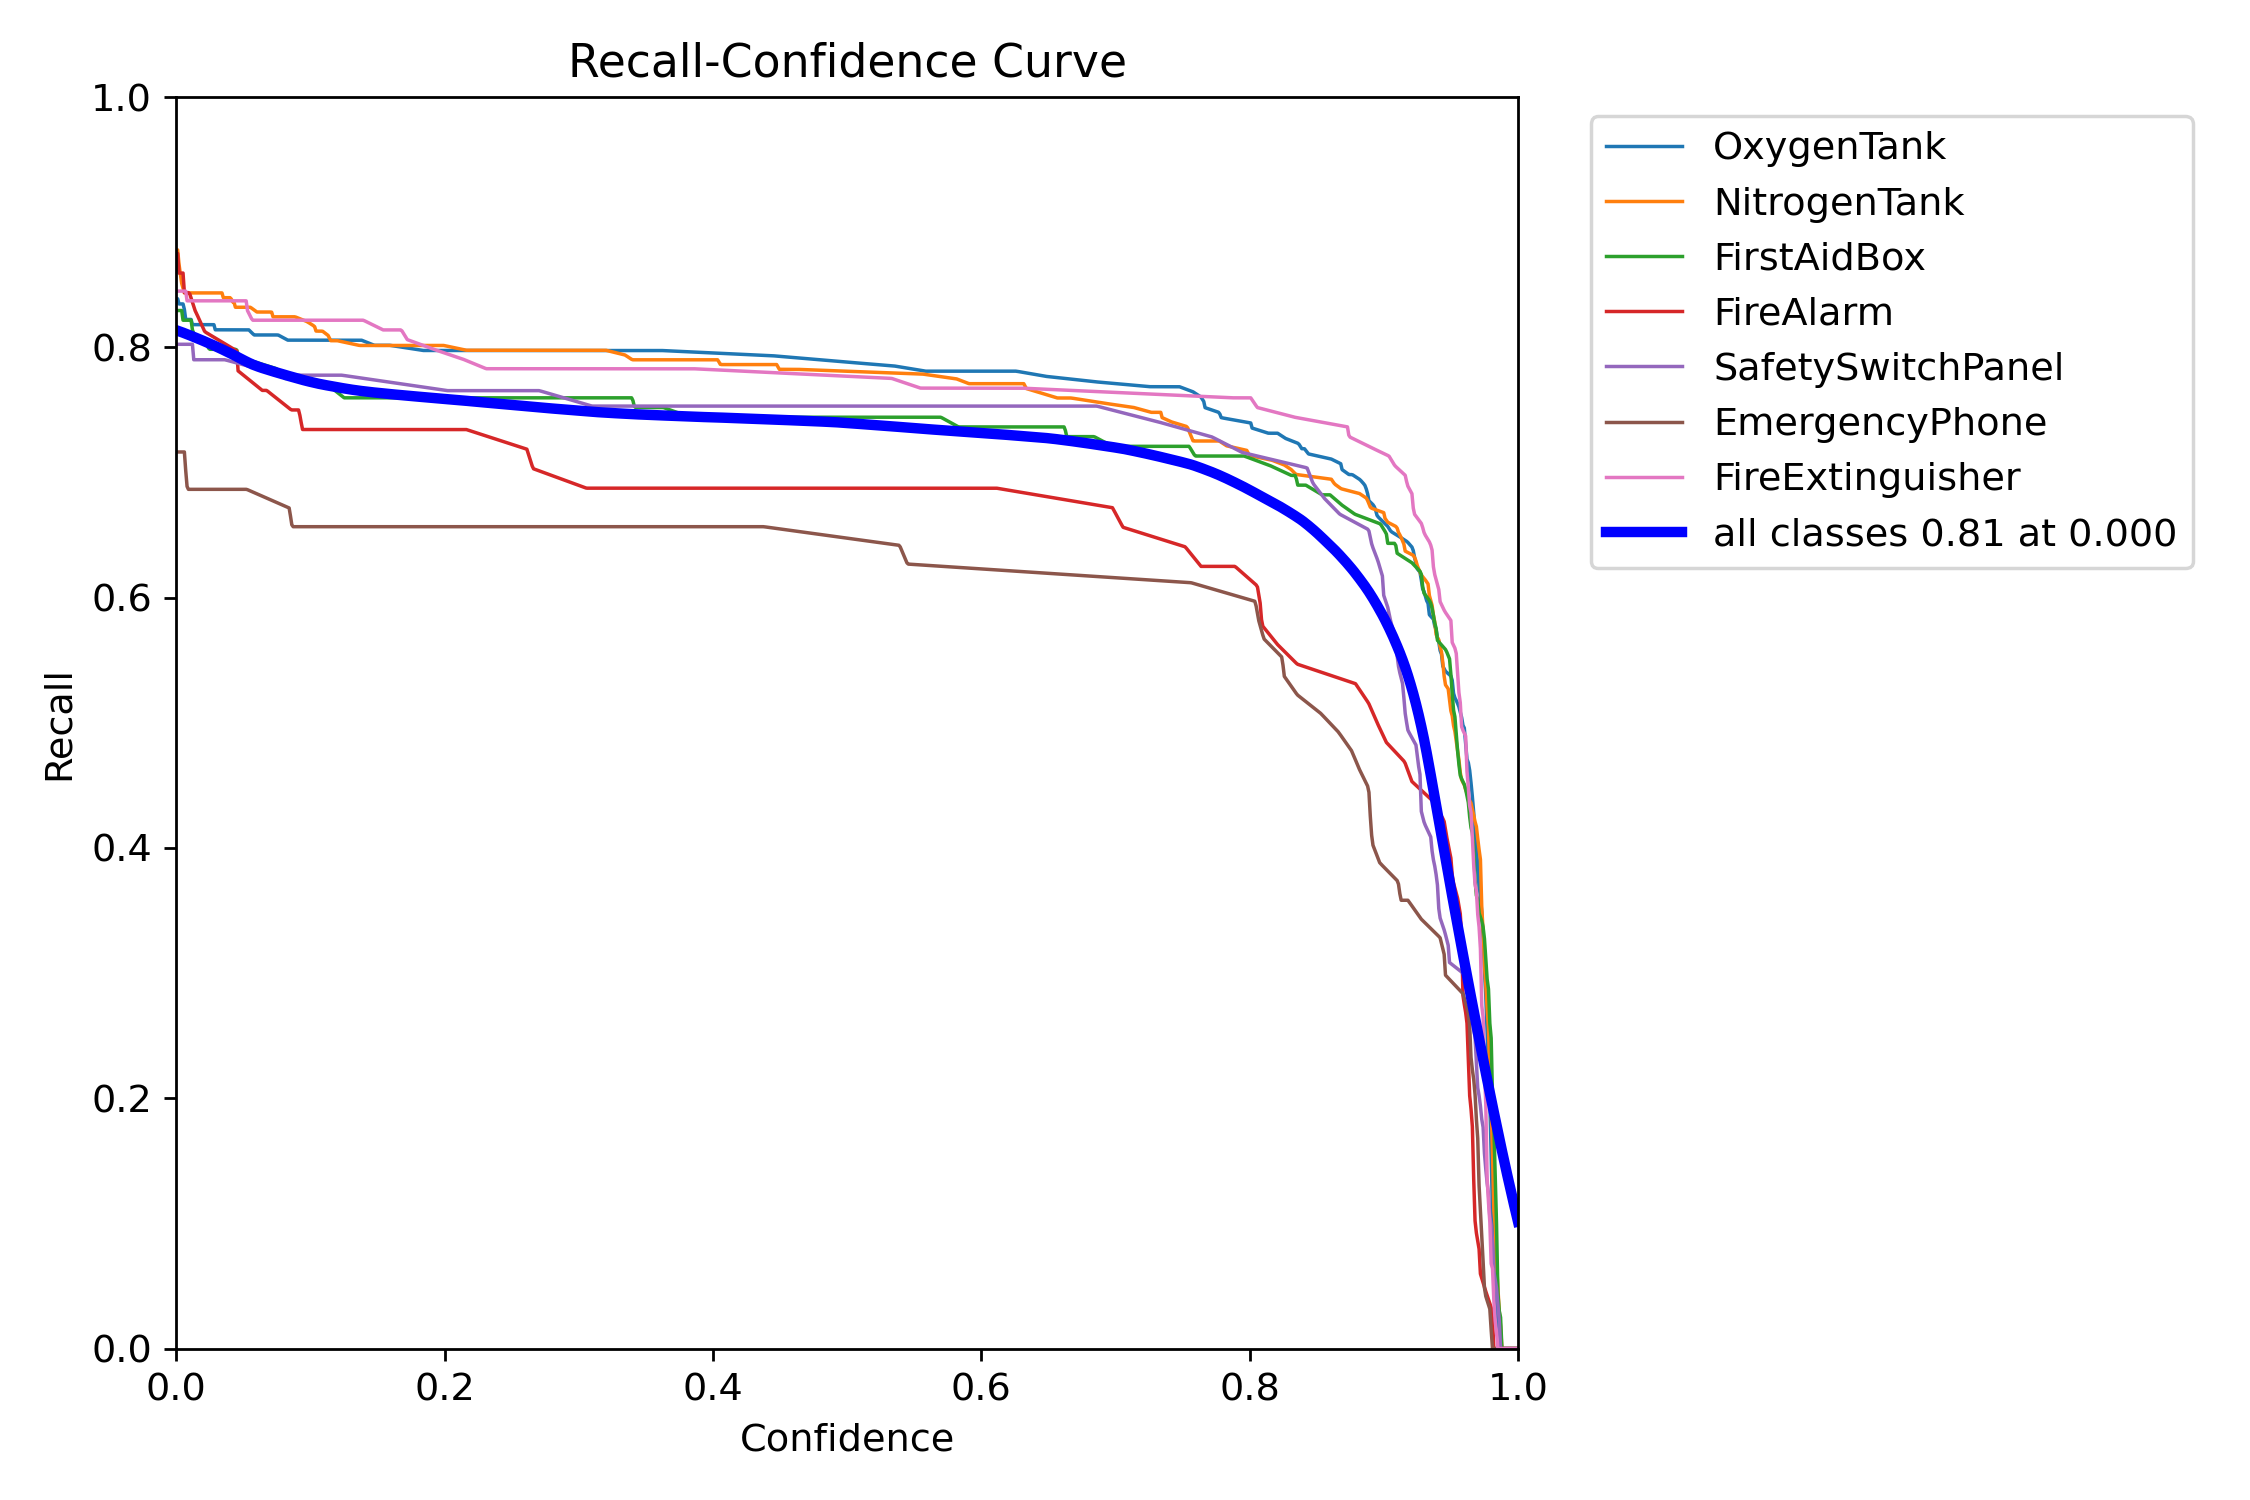 Recall-Confidence Curve
1.0
0.8
0.6
0.4
0.2
0.0
Recall
0.0 0.2 0.4 0.6 0.8 1.0
Confidence
OxygenTank
NitrogenTank
FirstAidBox
FireAlarm
SafetySwitchPanel
EmergencyPhone
FireExtinguisher
all classes 0.81 at 0.000